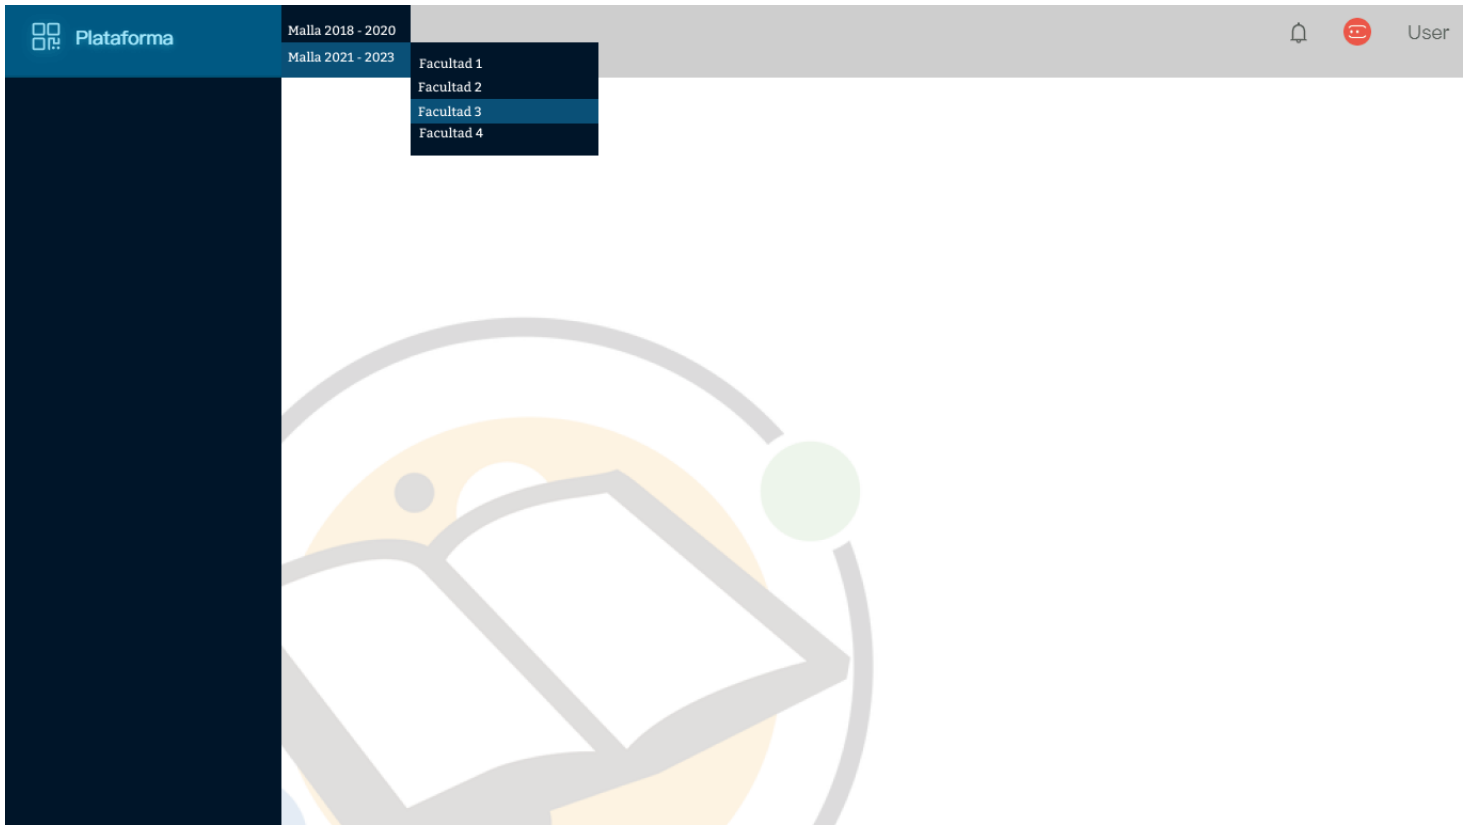 Plataforma
Malla 2018 - 2020
Malla 2021 - 2023
Facultad 1
Facultad 2
Facultad 3
Facultad 4
User